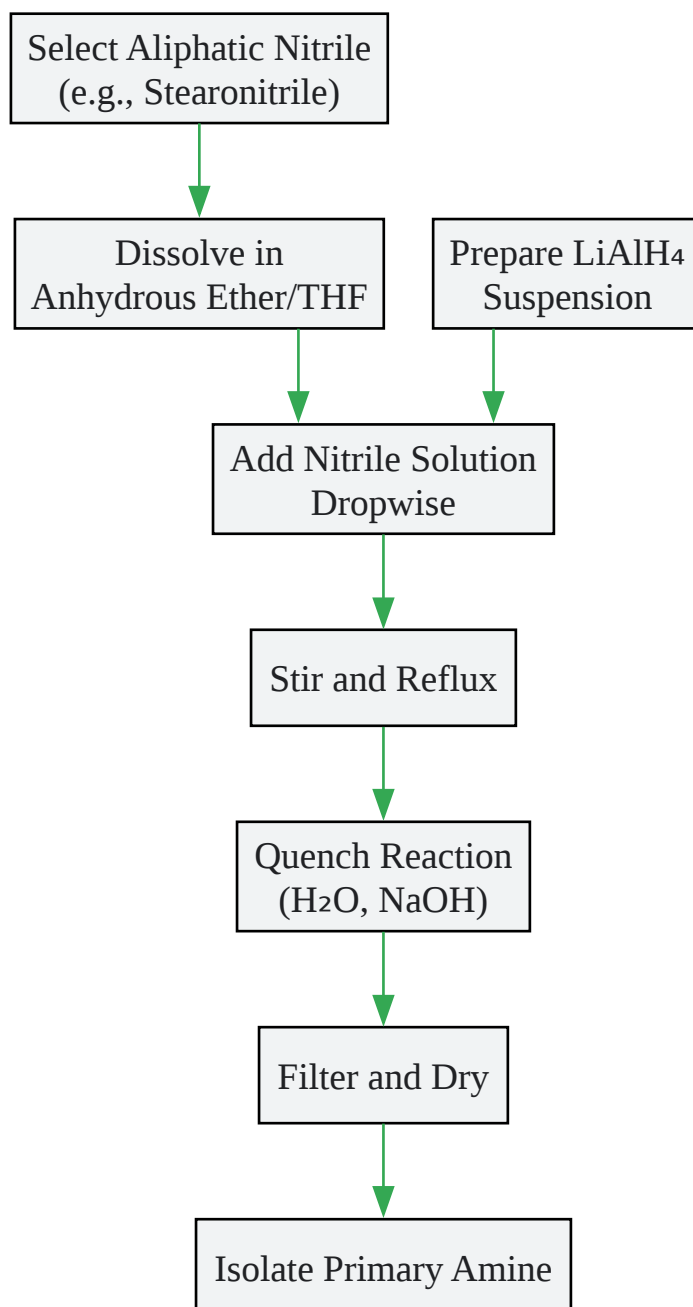 Select Aliphatic Nitrile
(e.g., Stearonitrile)
Dissolve in
Anhydrous Ether/THF
Prepare LiAlH₄
Suspension
Add Nitrile Solution
Dropwise
Stir and Reflux
Quench Reaction
(H₂O, NaOH)
Filter and Dry
Isolate Primary Amine